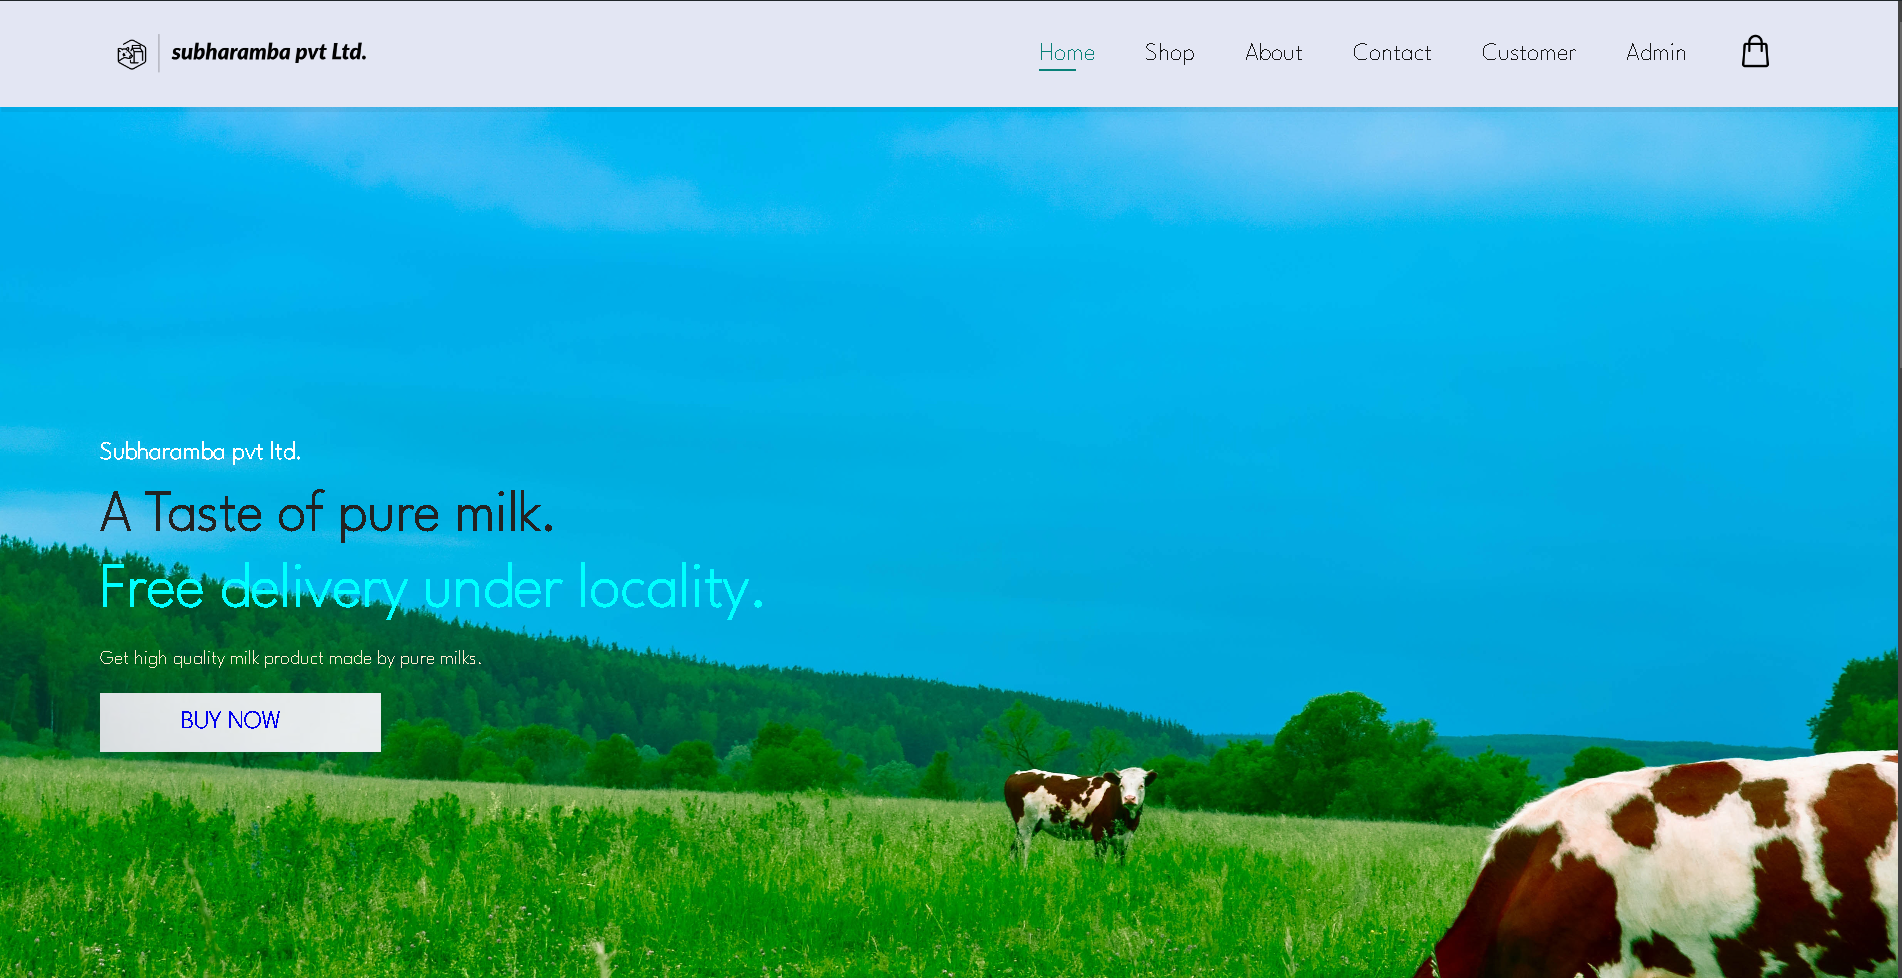 subharamba pvt Ltd.
Home Shop About Contact Customer Admin
Subharamba pvt ltd.
A Taste of pure milk.
Free delivery under locality.
Get high quality milk product made by pure milks.
BUY NOW